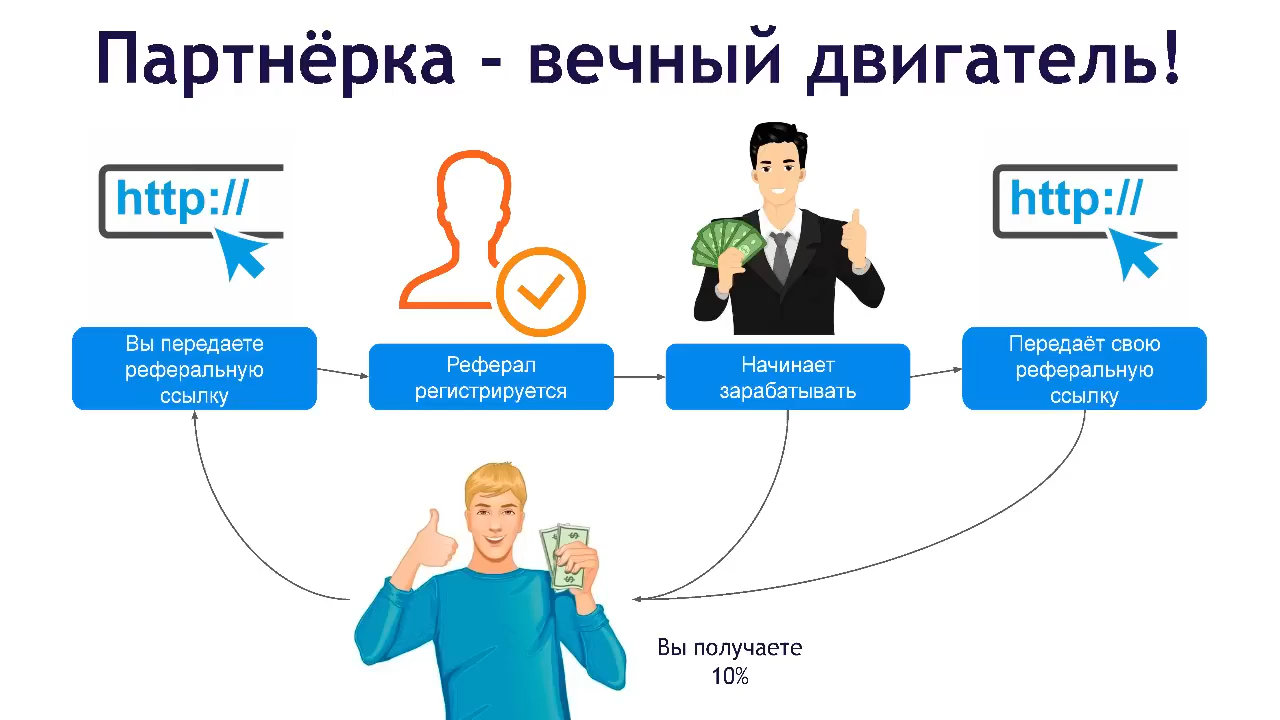 Партнёрка - вечный двигатель!
http://
http://
Вы передаете
реферальную
ссылку
Реферал
регистрируется
Начинает
зарабатывать
Передаёт свою
реферальную
ссылку
Вы получаете
10%